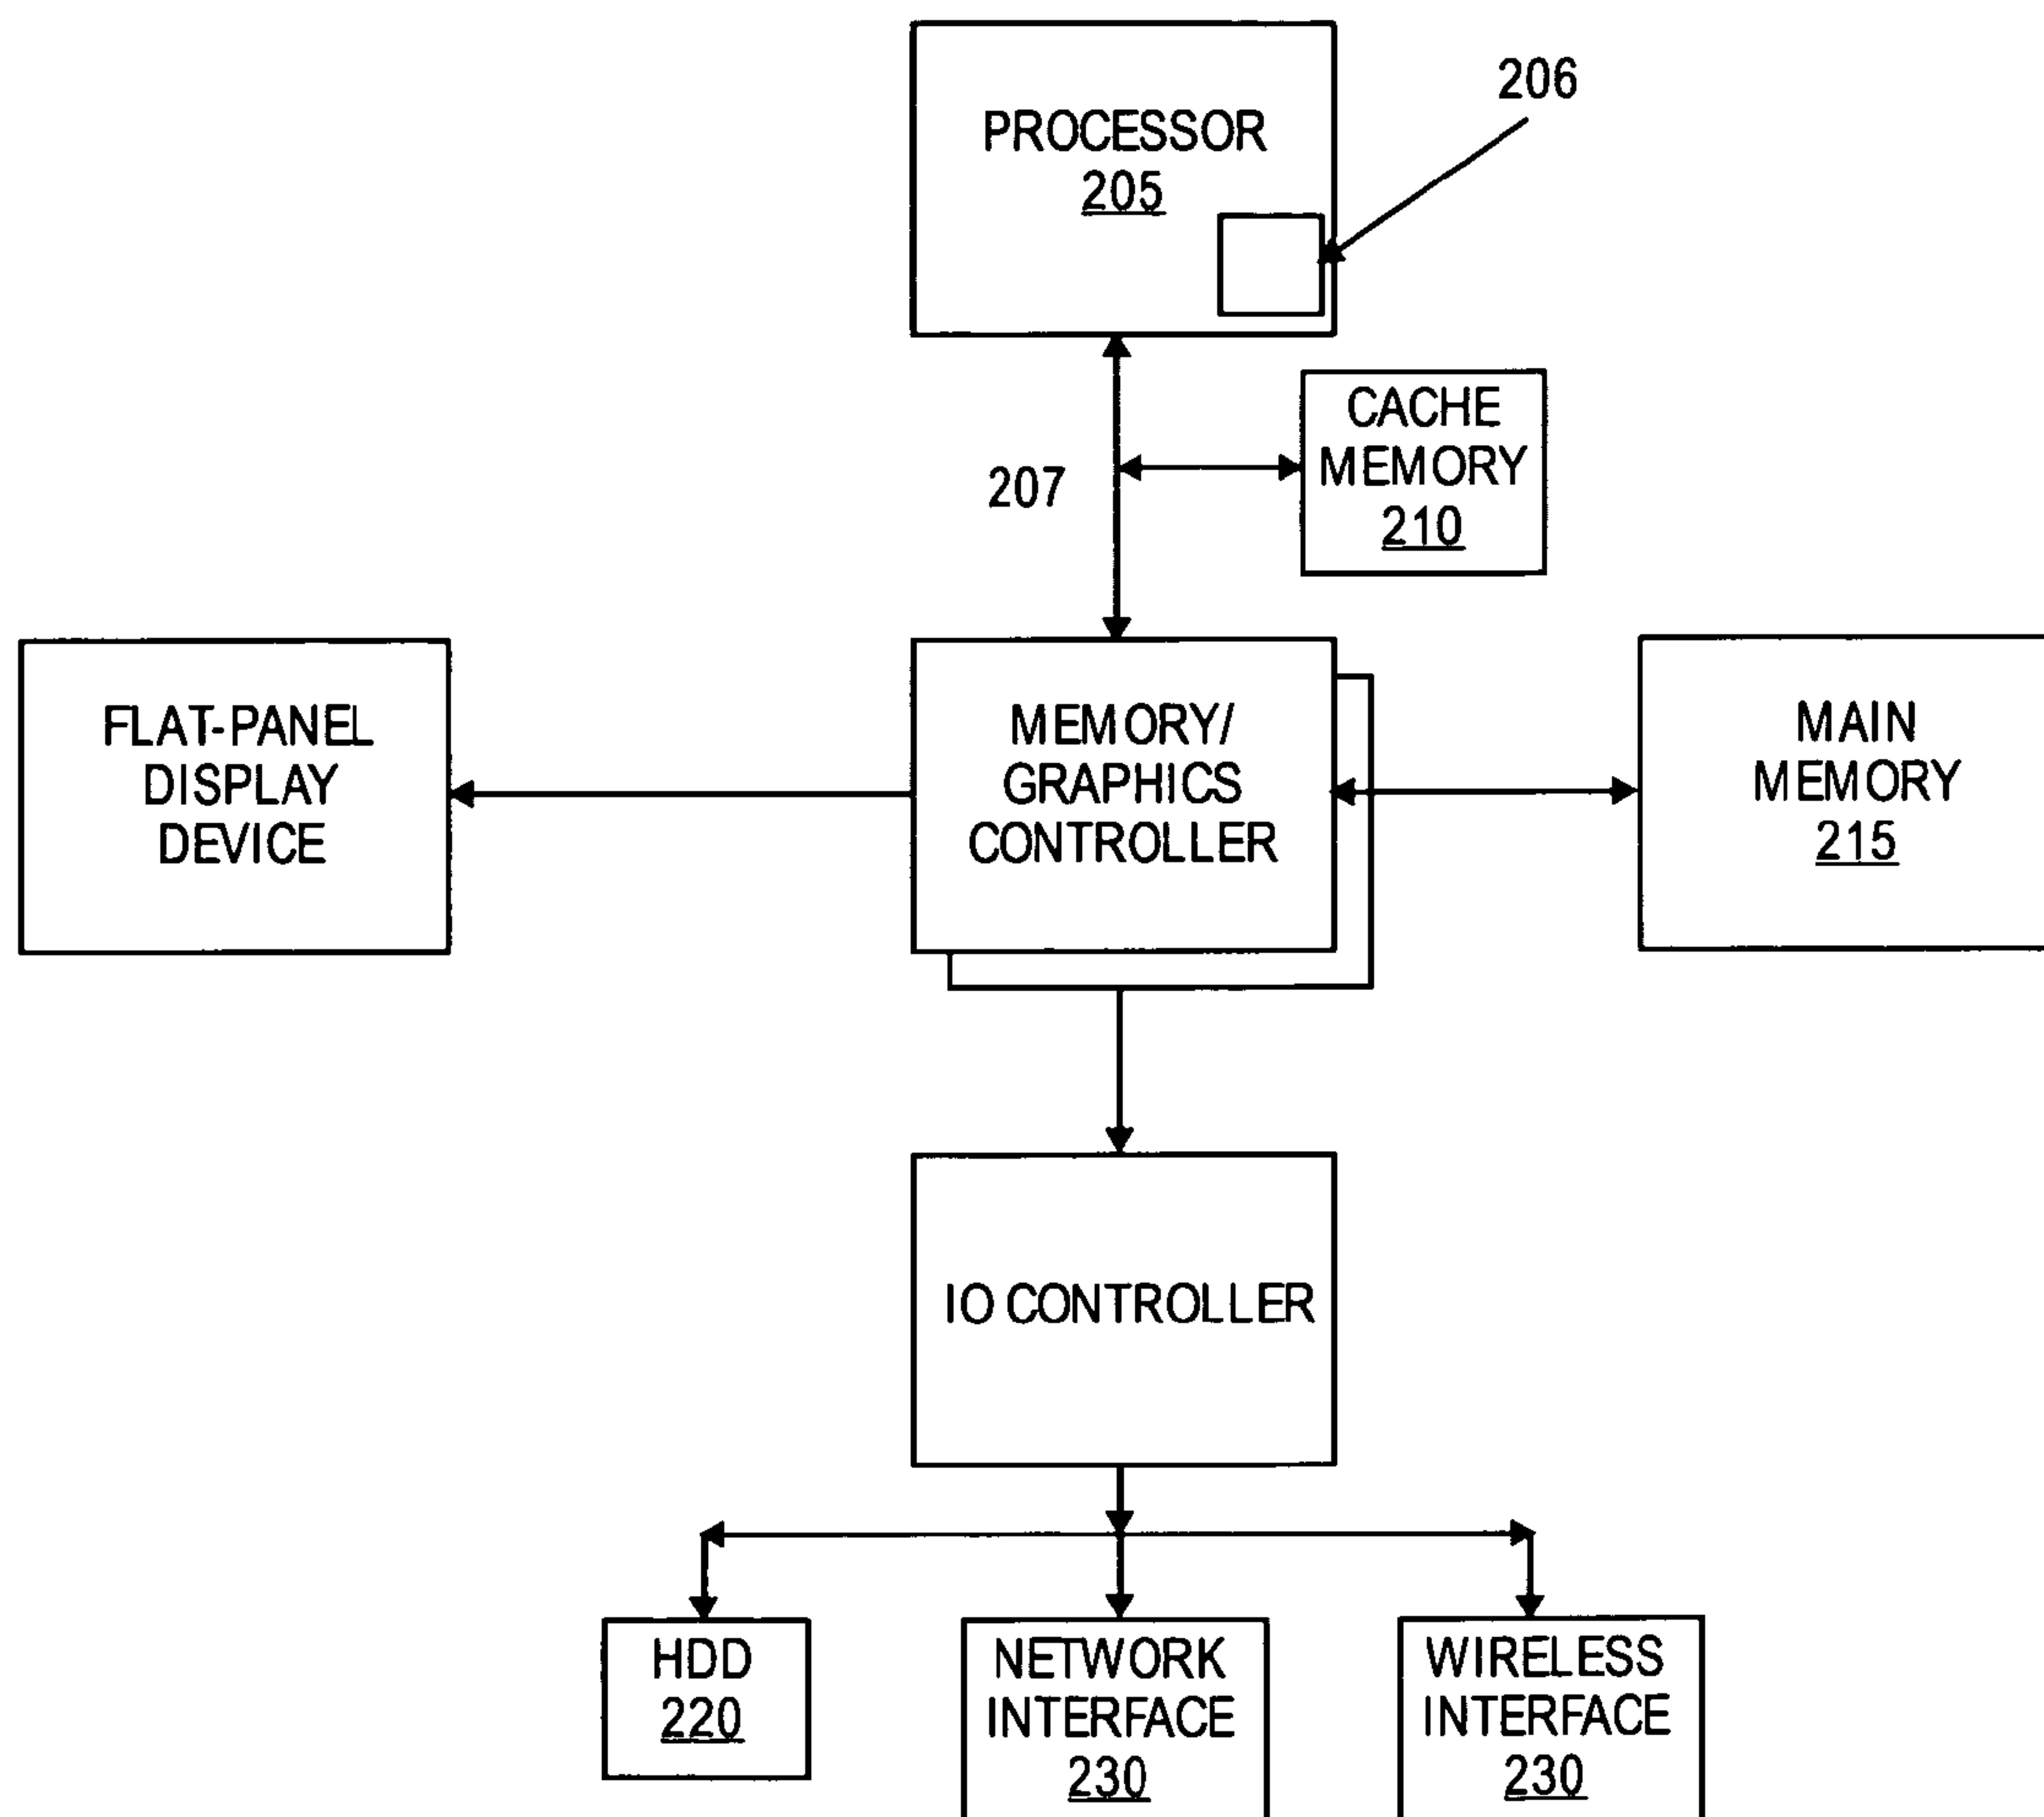 206
PROCESSOR
205
CACHE
MEMORY
210
207
FLAT-PANEL
DISPLAY
DEVICE
MEMORY/
GRAPHICS
CONTROLLER
MAIN
MEMORY
215
IO CONTROLLER
HDD
220
NETWORK
INTERFACE
230
WIRELESS
INTERFACE
230